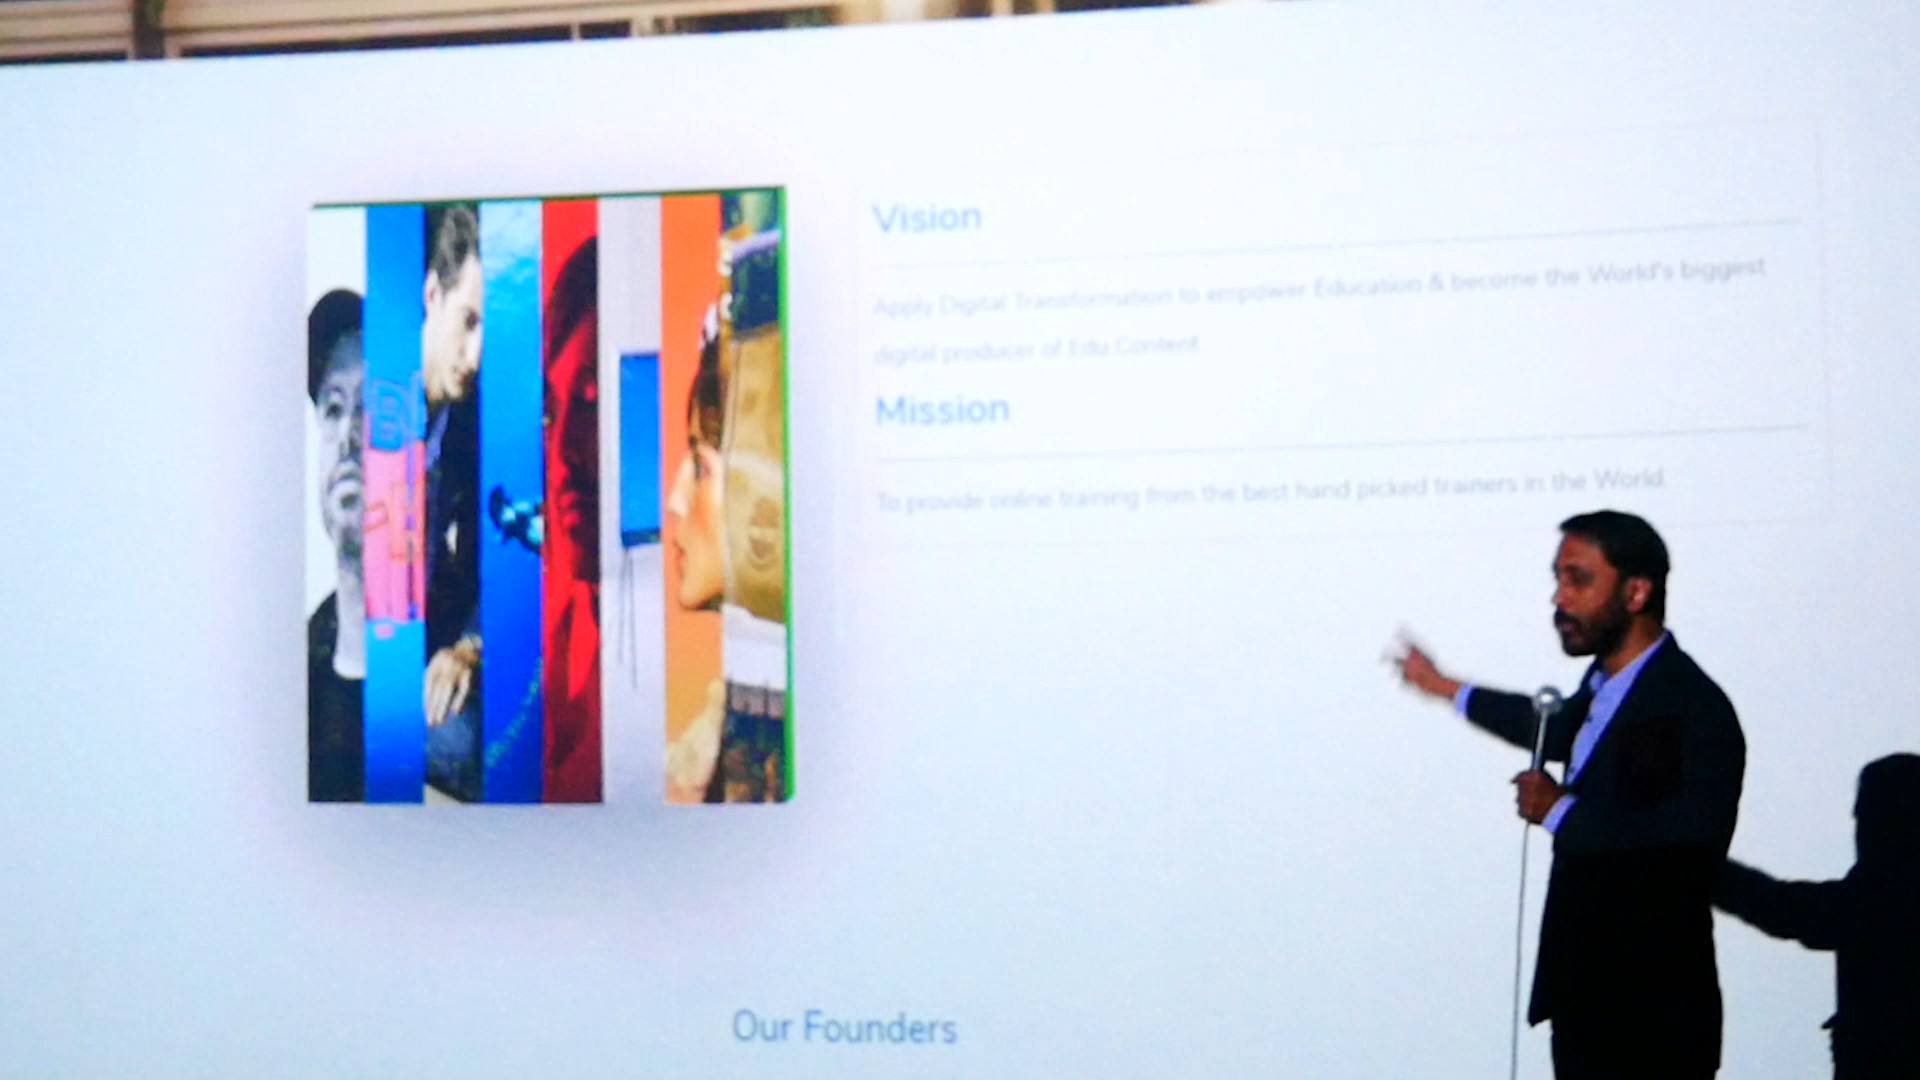 Vision
Apply Digital Transformation to empower Education & become the World's biggest
digital producer of Edu Content
Mission
To provide online training from the best hand picked trainers in the World.
Our Founders